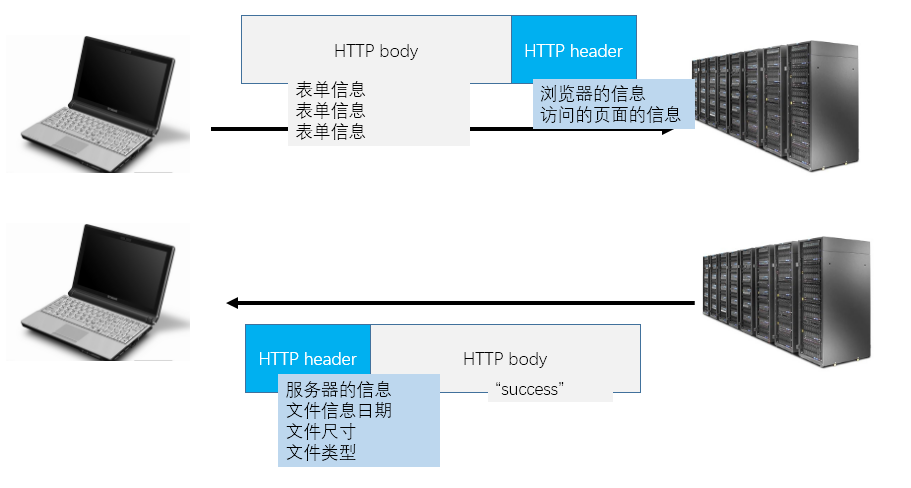 HTTP body
HTTP header
表单信息
表单信息
表单信息
浏览器的信息
访问的页面的信息
HTTP header
HTTP body
服务器的信息
文件信息日期
文件尺寸
文件类型
“success”